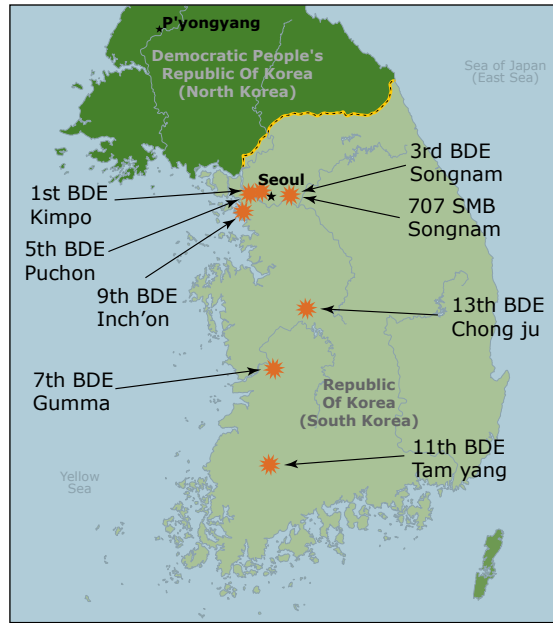 P'yongyang
Democratic People's
Republic Of Korea
(North Korea)
Sea of Japan
(East Sea)
Seoul
3rd BDE
Songnam
1st BDE
Kimpo
707 SMB
Songnam
5th BDE
Puchon
9th BDE
Inch'on
13th BDE
Chong ju
7th BDE
Gumma
Republic
Of Korea
(South Korea)
11th BDE
Tam yang
Yellow
Sea